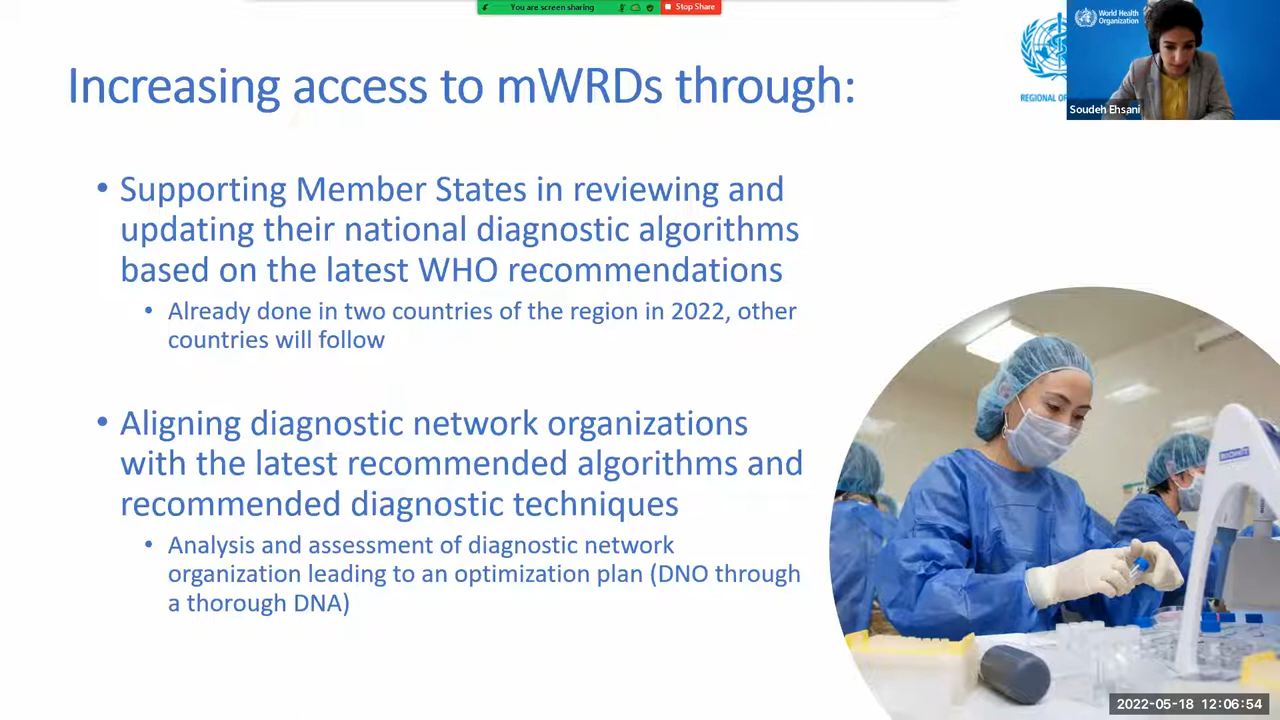 You are screen sharing
Stop Share
World Health
Organization
REGIONAL
Soudeh Ehsani
Increasing access to mWRDs through:
• Supporting Member States in reviewing and
updating their national diagnostic algorithms
based on the latest WHO recommendations
• Already done in two countries of the region in 2022, other
countries will follow
• Aligning diagnostic network organizations
with the latest recommended algorithms and
recommended diagnostic techniques
• Analysis and assessment of diagnostic network
organization leading to an optimization plan (DNO through
a thorough DNA)
2022-05-18 12:06:54